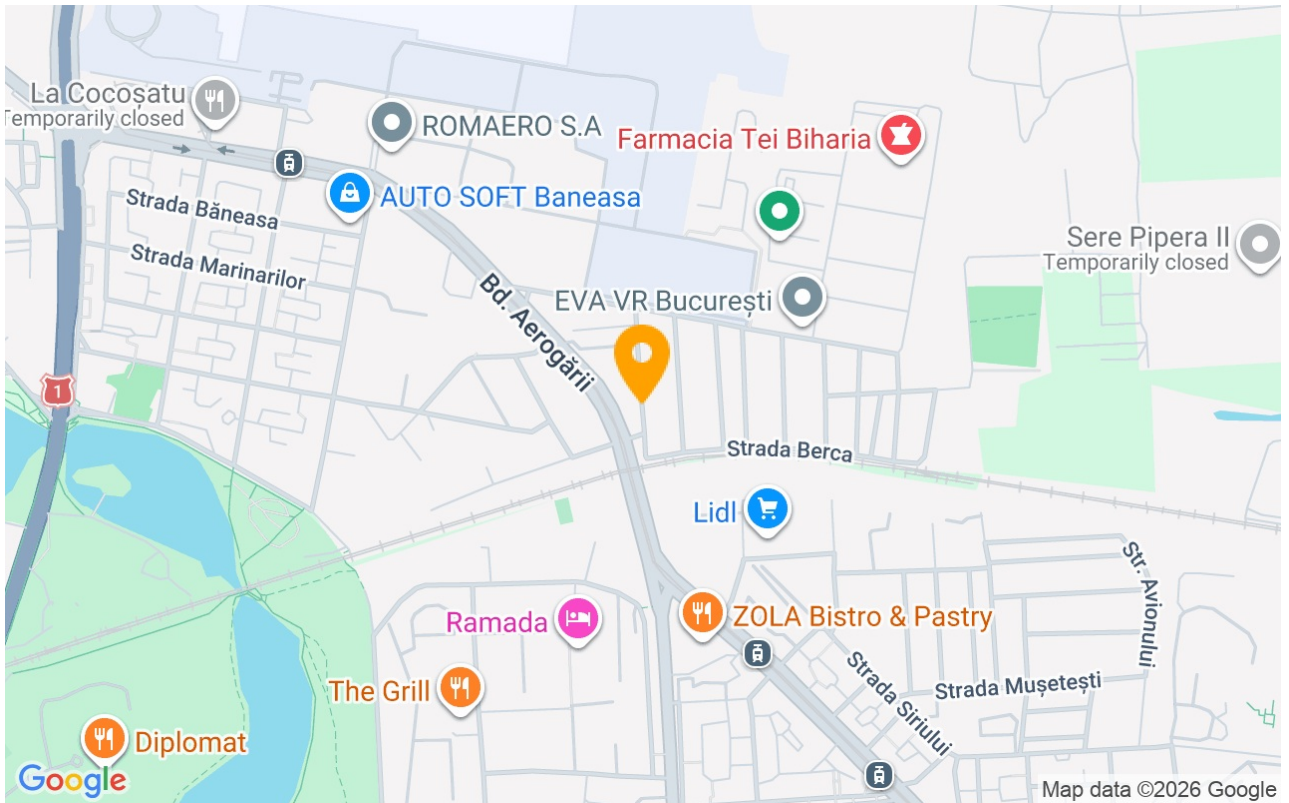 La Cocoșatu
Temporarily closed
ROMAERO S.A
Farmacia Tei Biharia
AUTO SOFT Baneasa
Strada Băneasa
Strada Marinarilor
Sere Pipera II
Temporarily closed
Bd. Aerogării
EVA VR București
1
Strada Berca
Lidl
Str. Avionului
Ramada
ZOLA Bistro & Pastry
The Grill
Strada Siriului
Strada Mușetești
Diplomat
Google
Map data ©2026 Google